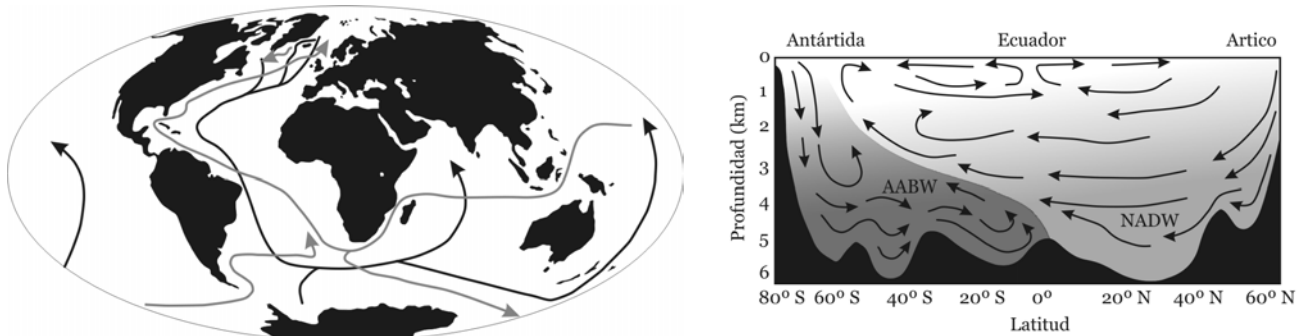 Antártida Ecuador Artico
0
1
2
3
4
5
6
Profundidad (km)
AABW
NADW
80º S 60º S 40º S 20º S 0º 20º N 40º N 60º N
Latitud